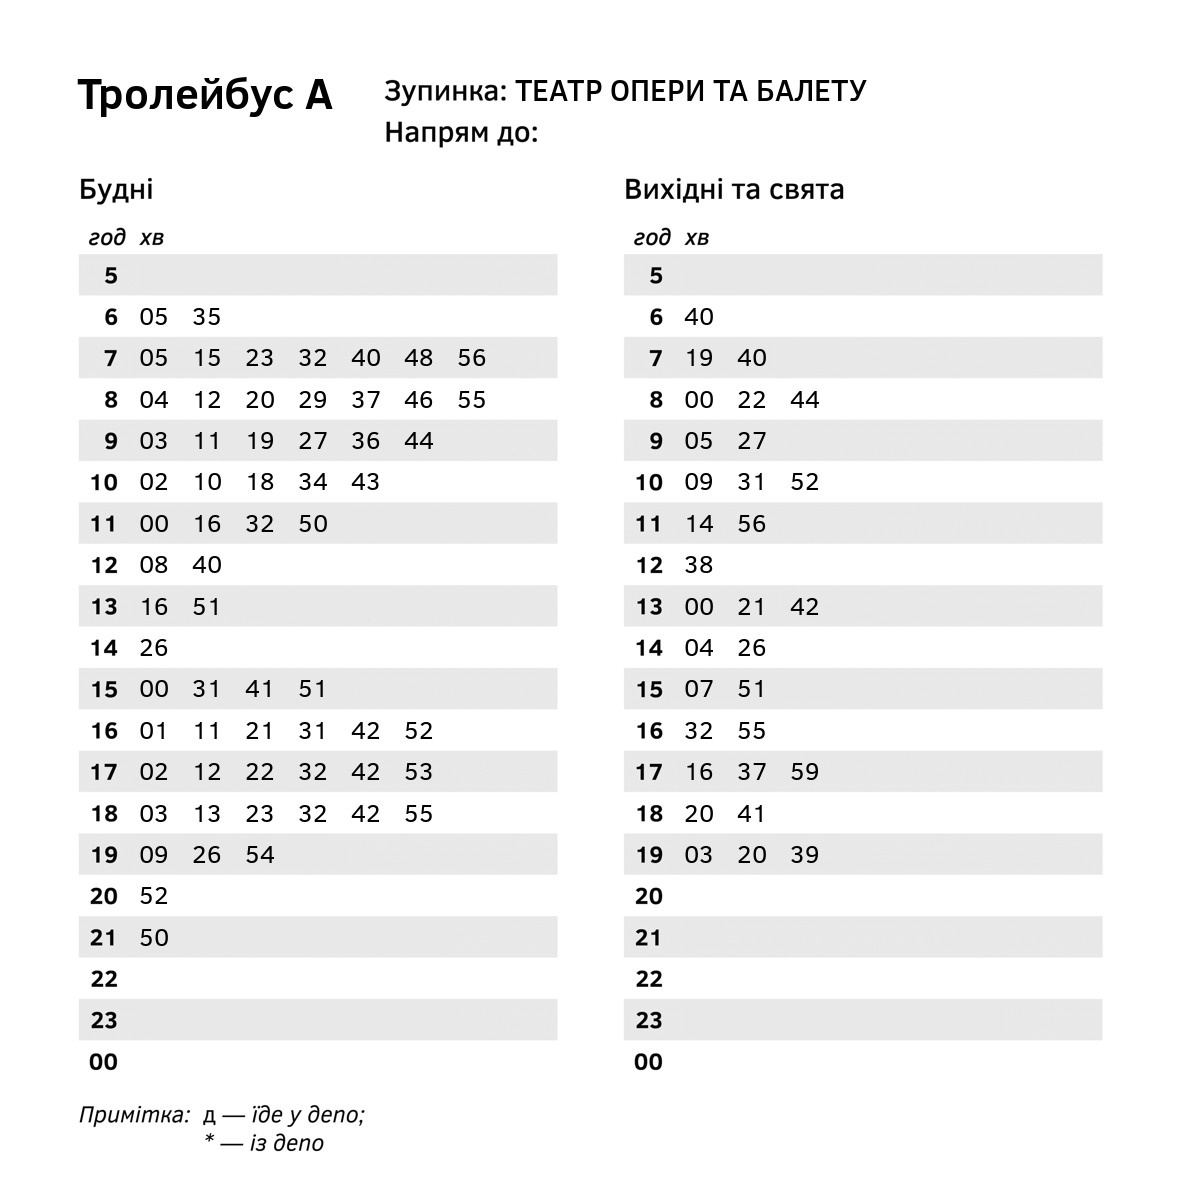 Тролейбус А
Зупинка: ТЕАТР ОПЕРИ ТА БАЛЕТУ
Напрям до:
Будні
год хв
5
6 05 35
7 05 15 23 32 40 48 56
8 04 12 20 29 37 46 55
9 03 11 19 27 36 44
10 02 10 18 34 43
11 00 16 32 50
12 08 40
13 16 51
14 26
15 00 31 41 51
16 01 11 21 31 42 52
17 02 12 22 32 42 53
18 03 13 23 32 42 55
19 09 26 54
20 52
21 50
22
23
00
Вихідні та свята
год хв
5
6 40
7 19 40
8 00 22 44
9 05 27
10 09 31 52
11 14 56
12 38
13 00 21 42
14 04 26
15 07 51
16 32 55
17 16 37 59
18 20 41
19 03 20 39
20
21
22
23
00
Примітка: д — їде у депо;
* — із депо